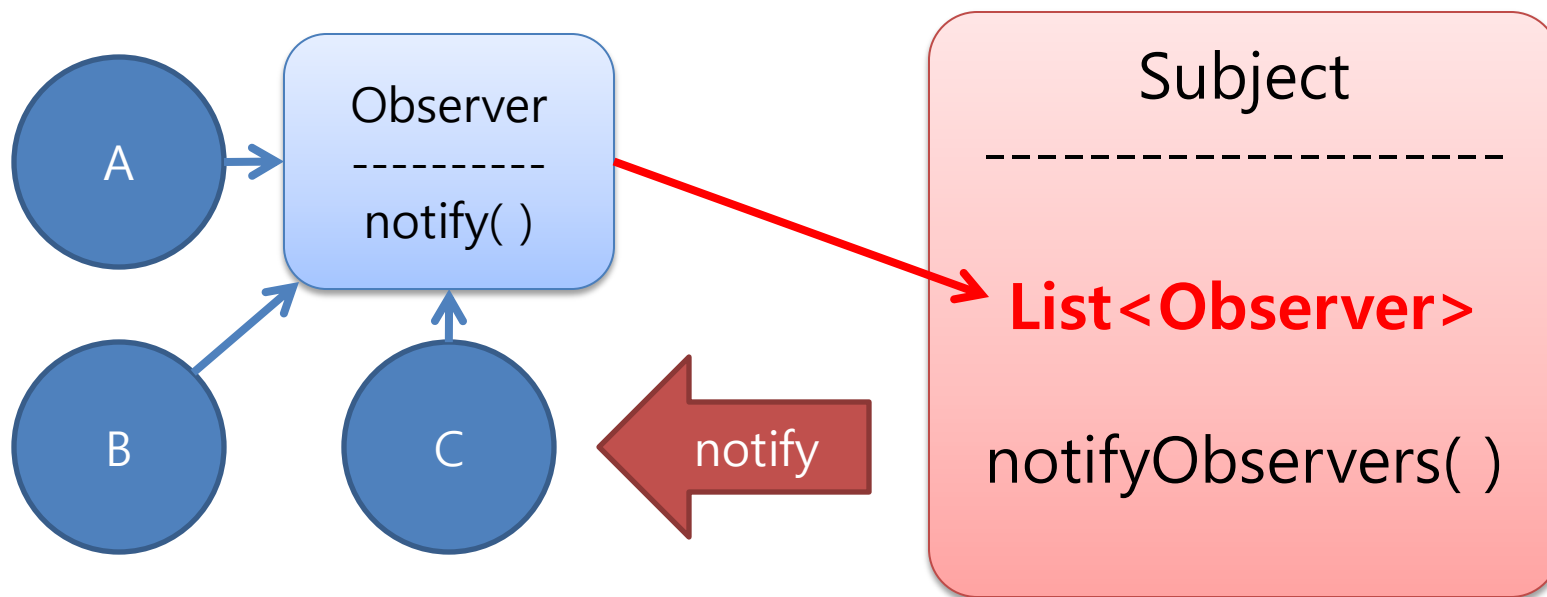 A
Observer
----------
notify( )
B
C
notify
Subject
--------------------
List<Observer>
notifyObservers( )